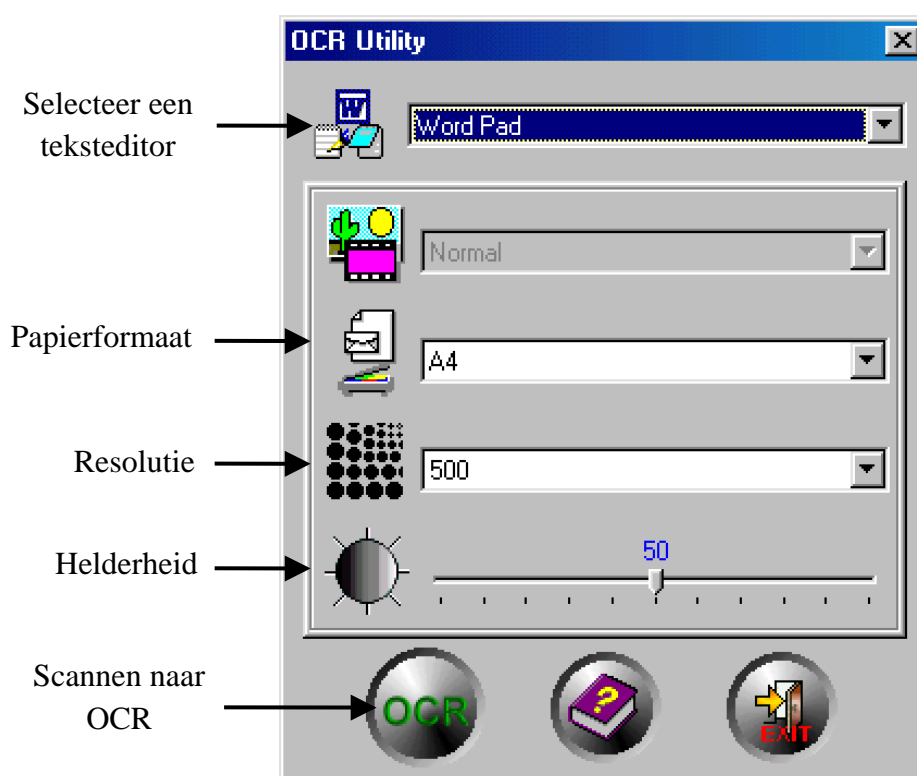 OCR Utility
Selecteer een
teksteditor
Word Pad
Normal
Papierformaat
A4
Resolutie
500
Helderheid
50
Scannen naar
OCR
OCR
EXIT